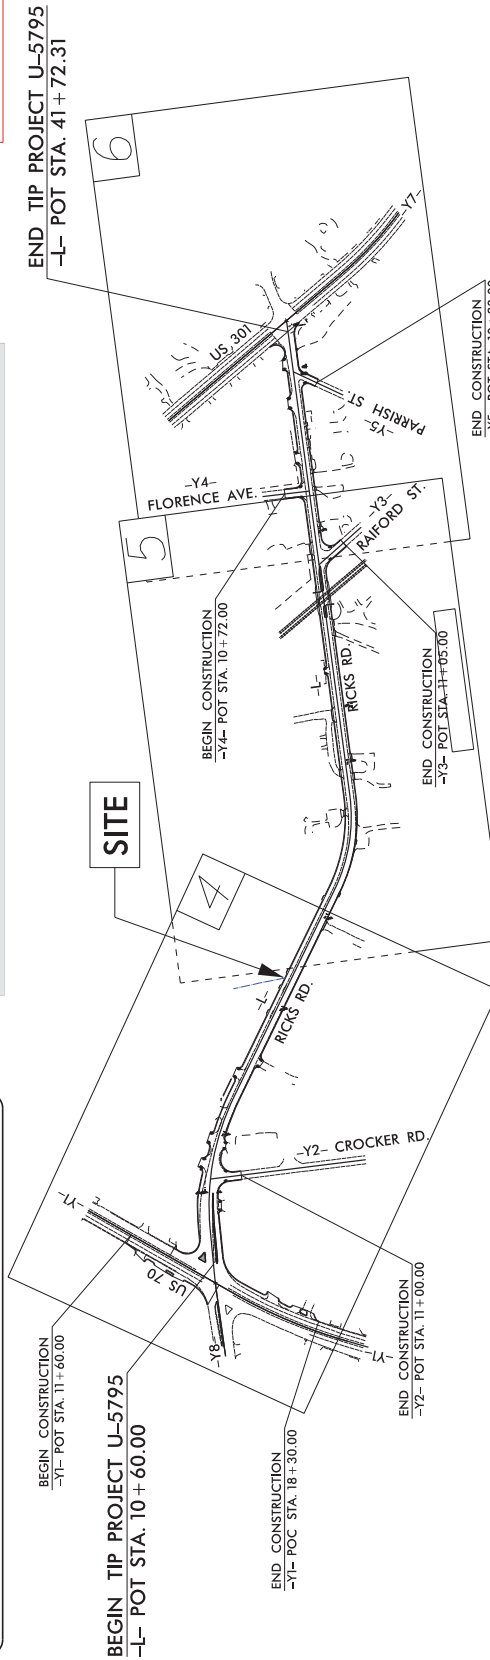 END TIP PROJECT U–5795
–L– POT STA. 41+72.31
6
–Y7–
US 301
PARRISH ST.
–Y5–
END CONSTRUCTION
–Y4–
FLORENCE AVE.
5
–Y3–
RAIFORD ST.
BEGIN CONSTRUCTION
–Y4– POT STA. 10+72.00
–L–
RICKS RD.
END CONSTRUCTION
–Y3– POT STA. 11+05.00
SITE
4
–L–
RICKS RD.
–Y2– CROCKER RD.
–Y1–
US 70
–Y8–
–Y1–
BEGIN CONSTRUCTION
–Y1– POT STA. 11+60.00
BEGIN TIP PROJECT U–5795
–L– POT STA. 10+60.00
END CONSTRUCTION
–Y1– POC STA. 18+30.00
END CONSTRUCTION
–Y2– POT STA. 11+00.00